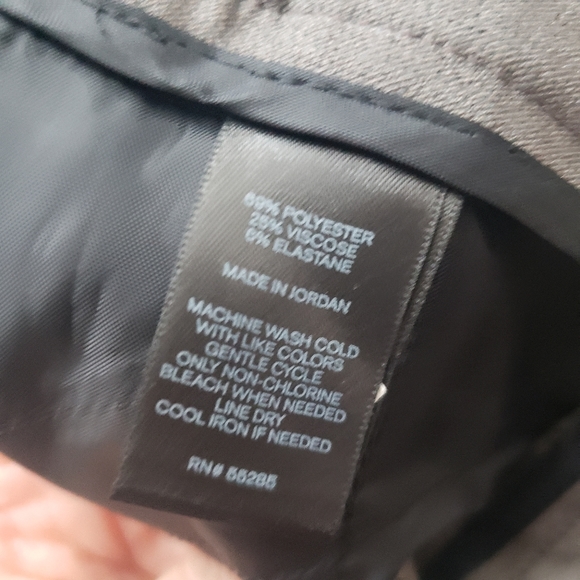 69% POLYESTER
25% VISCOSE
6% ELASTANE
MADE IN JORDAN
MACHINE WASH COLD
WITH LIKE COLORS
GENTLE CYCLE
ONLY NON-CHLORINE
BLEACH WHEN NEEDED
LINE DRY
COOL IRON IF NEEDED
RN# 56285